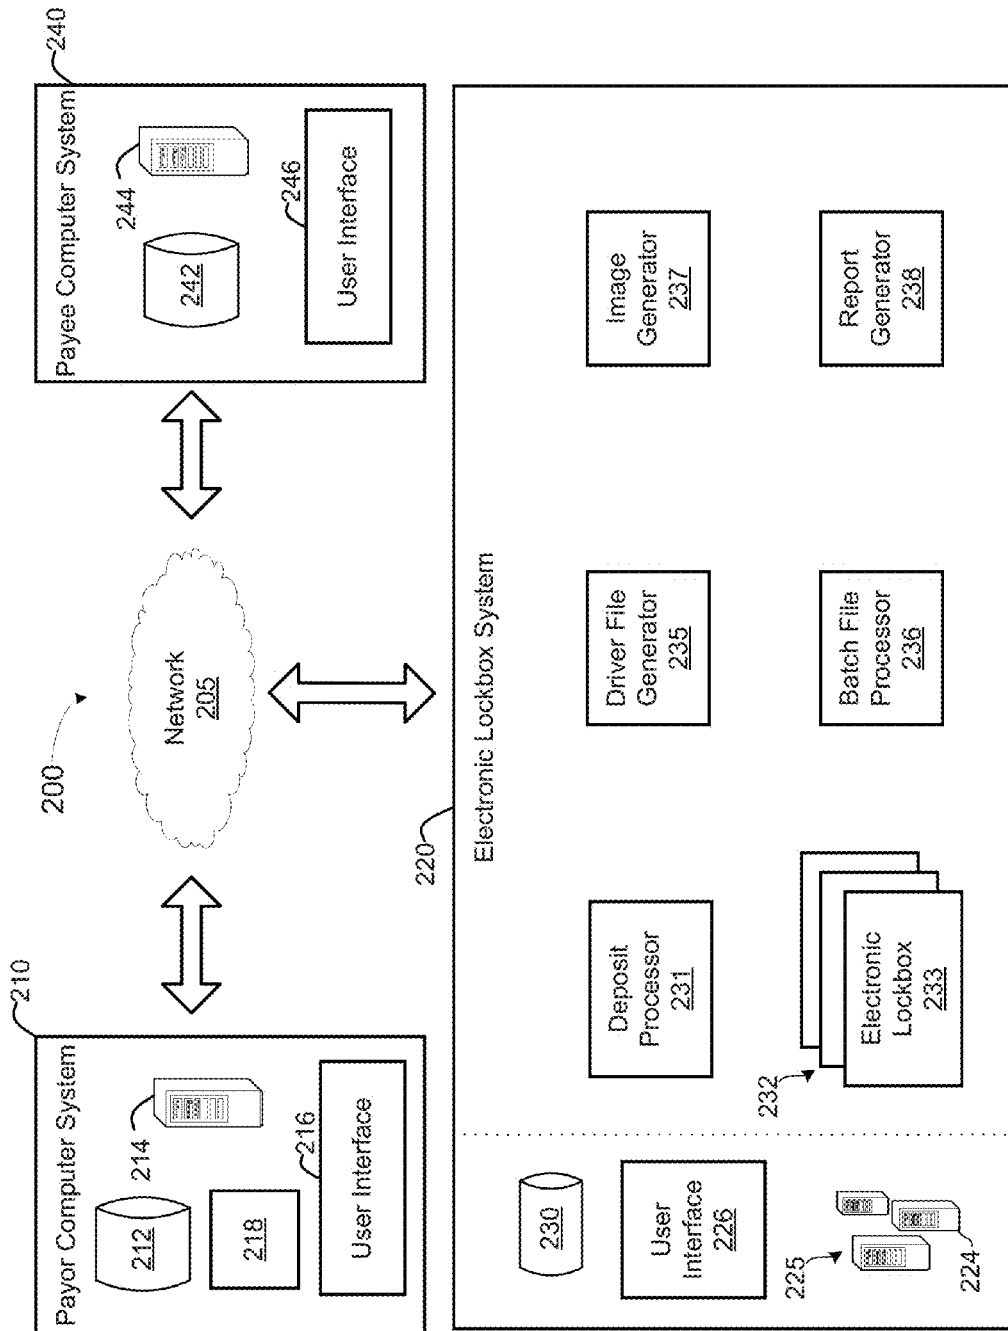 200
210
Payor Computer System
212
214
218
216
User Interface
Network
205
240
Payee Computer System
242
244
246
User Interface
220
Electronic Lockbox System
230
User
Interface
226
225
224
Deposit
Processor
231
232
Electronic
Lockbox
233
Driver File
Generator
235
Batch File
Processor
236
Image
Generator
237
Report
Generator
238